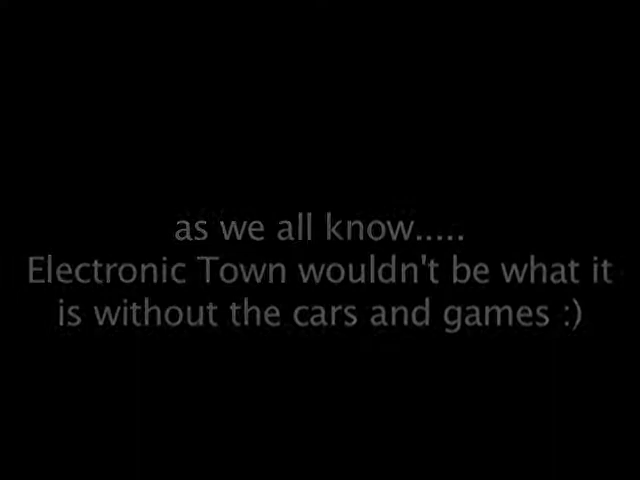 as we all know.....
Electronic Town wouldn't be what it
is without the cars and games :)